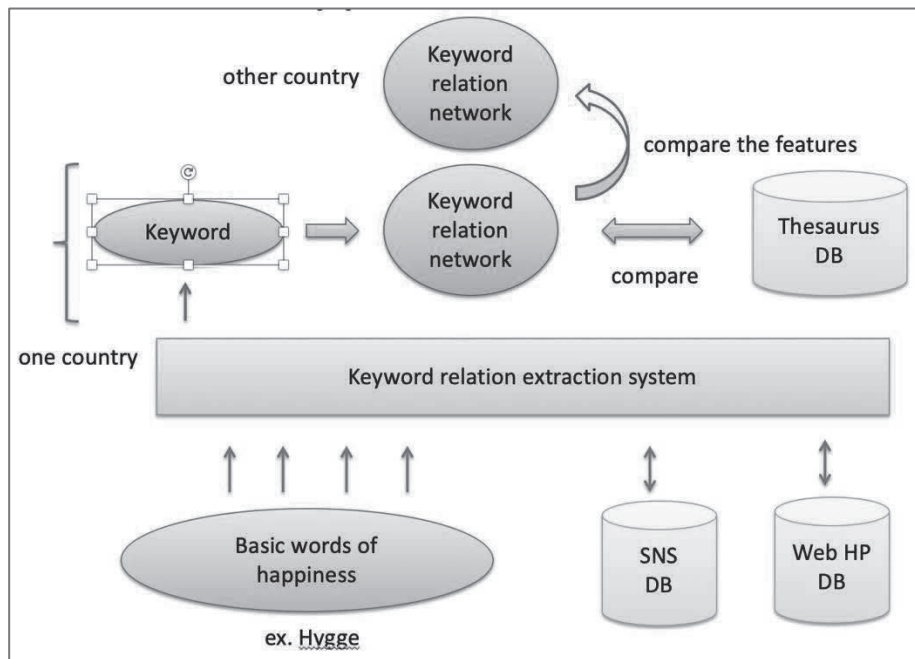 other country
Keyword
relation
network
compare the features
Keyword
Keyword
relation
network
compare
Thesaurus
DB
one country
Keyword relation extraction system
Basic words of
happiness
ex. Hygge
SNS
DB
Web HP
DB